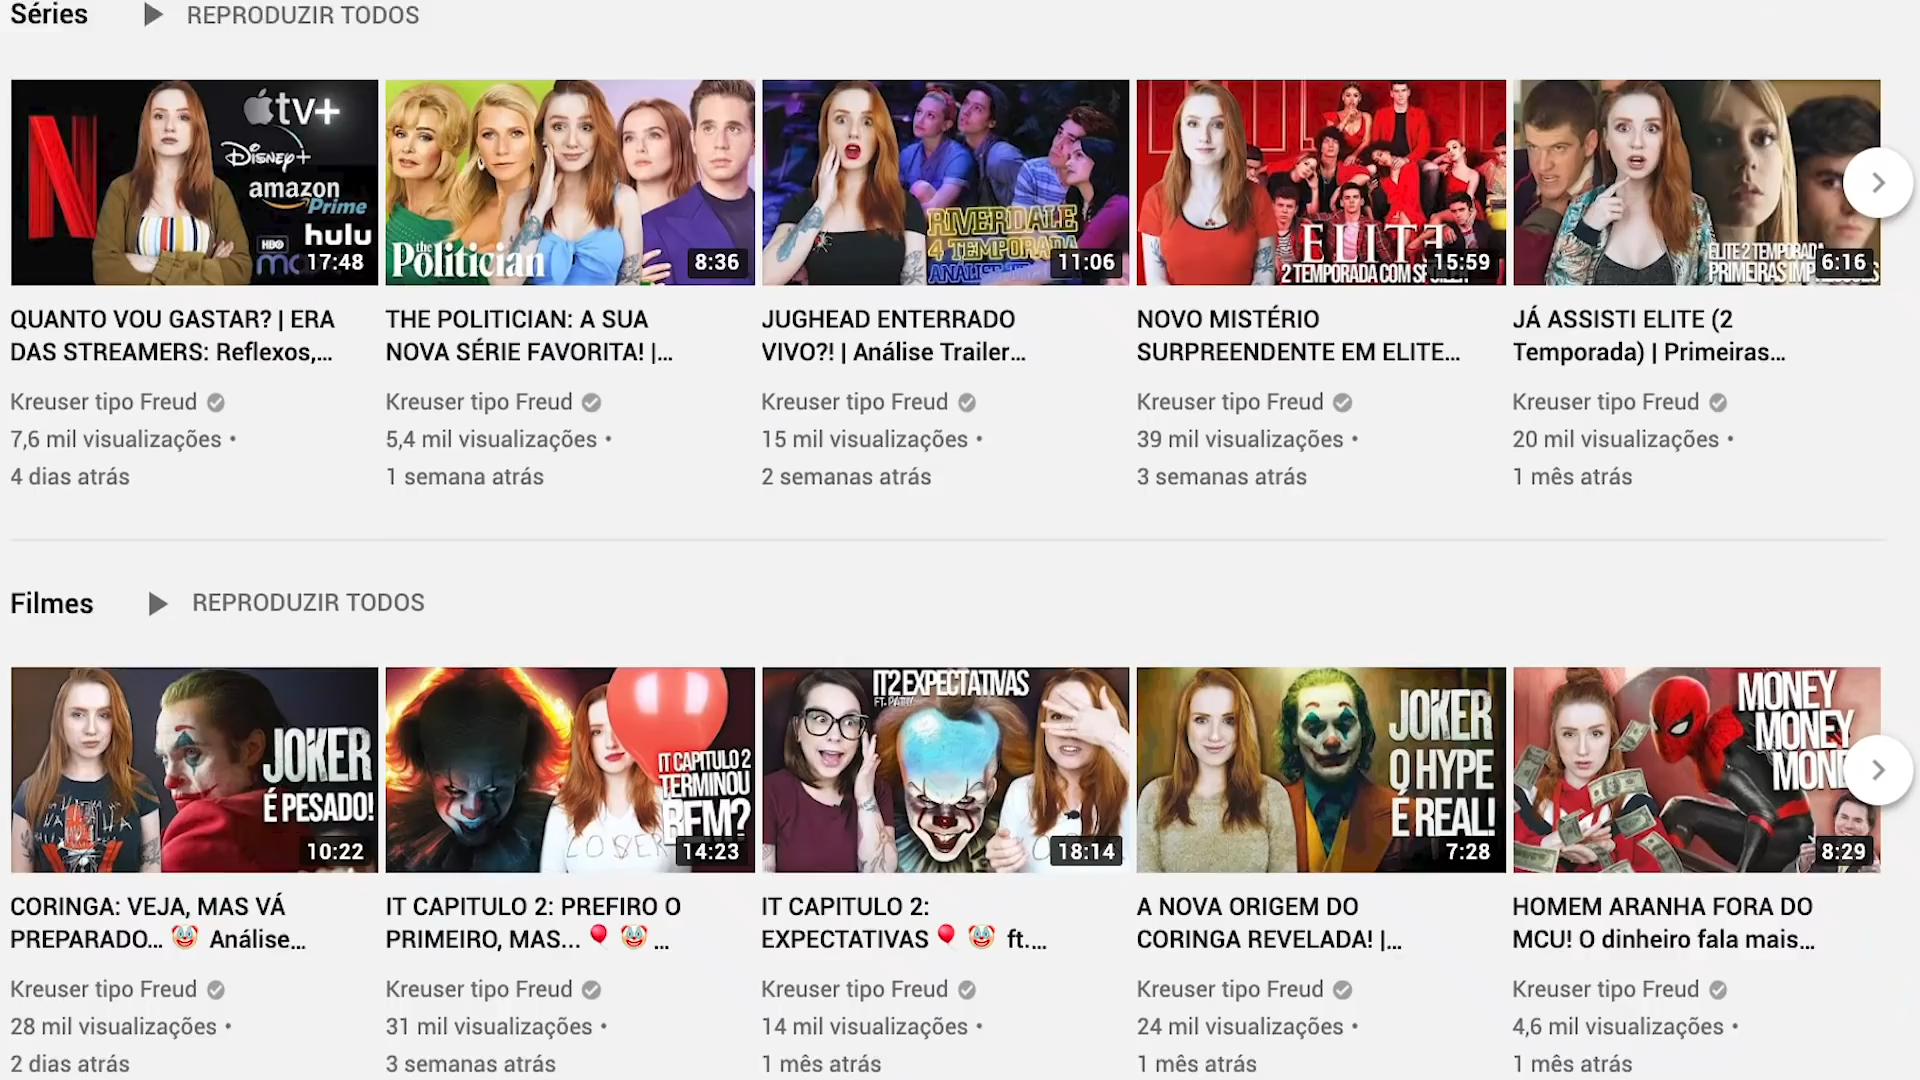 Séries
REPRODUZIR TODOS
N
tv+
Disney+
amazon
Prime
HBO
hulu
17:48
the
Politician
8:36
RIVERDALE
4 TEMPORADA
11:06
ELITE
2 TEMPORADA COM
15:59
ELITE 2 TEMPORADA
PRIMEIRAS
6:16
QUANTO VOU GASTAR? | ERA
DAS STREAMERS: Reflexos,...
Kreuser tipo Freud
7,6 mil visualizações •
4 dias atrás
THE POLITICIAN: A SUA
NOVA SÉRIE FAVORITA! |...
Kreuser tipo Freud
5,4 mil visualizações •
1 semana atrás
JUGHEAD ENTERRADO
VIVO?! | Análise Trailer...
Kreuser tipo Freud
15 mil visualizações •
2 semanas atrás
NOVO MISTÉRIO
SURPREENDENTE EM ELITE...
Kreuser tipo Freud
39 mil visualizações •
3 semanas atrás
JÁ ASSISTI ELITE (2
Temporada) | Primeiras...
Kreuser tipo Freud
20 mil visualizações •
1 mês atrás
Filmes
REPRODUZIR TODOS
JOKER
É PESADO!
10:22
IT CAPITULO 2
TERMINOU
BEM?
LOSER
14:23
IT2 EXPECTATIVAS
FT. PATHY
18:14
JOKER
O HYPE
É REAL!
7:28
MONEY
MONEY
MON
8:29
CORINGA: VEJA, MAS VÁ
PREPARADO... 🤡 Análise...
Kreuser tipo Freud
28 mil visualizações •
2 dias atrás
IT CAPITULO 2: PREFIRO O
PRIMEIRO, MAS... 🎈 🤡 ...
Kreuser tipo Freud
31 mil visualizações •
3 semanas atrás
IT CAPITULO 2:
EXPECTATIVAS 🎈 🤡 ft....
Kreuser tipo Freud
14 mil visualizações •
1 mês atrás
A NOVA ORIGEM DO
CORINGA REVELADA! |...
Kreuser tipo Freud
24 mil visualizações •
1 mês atrás
HOMEM ARANHA FORA DO
MCU! O dinheiro fala mais...
Kreuser tipo Freud
4,6 mil visualizações •
1 mês atrás